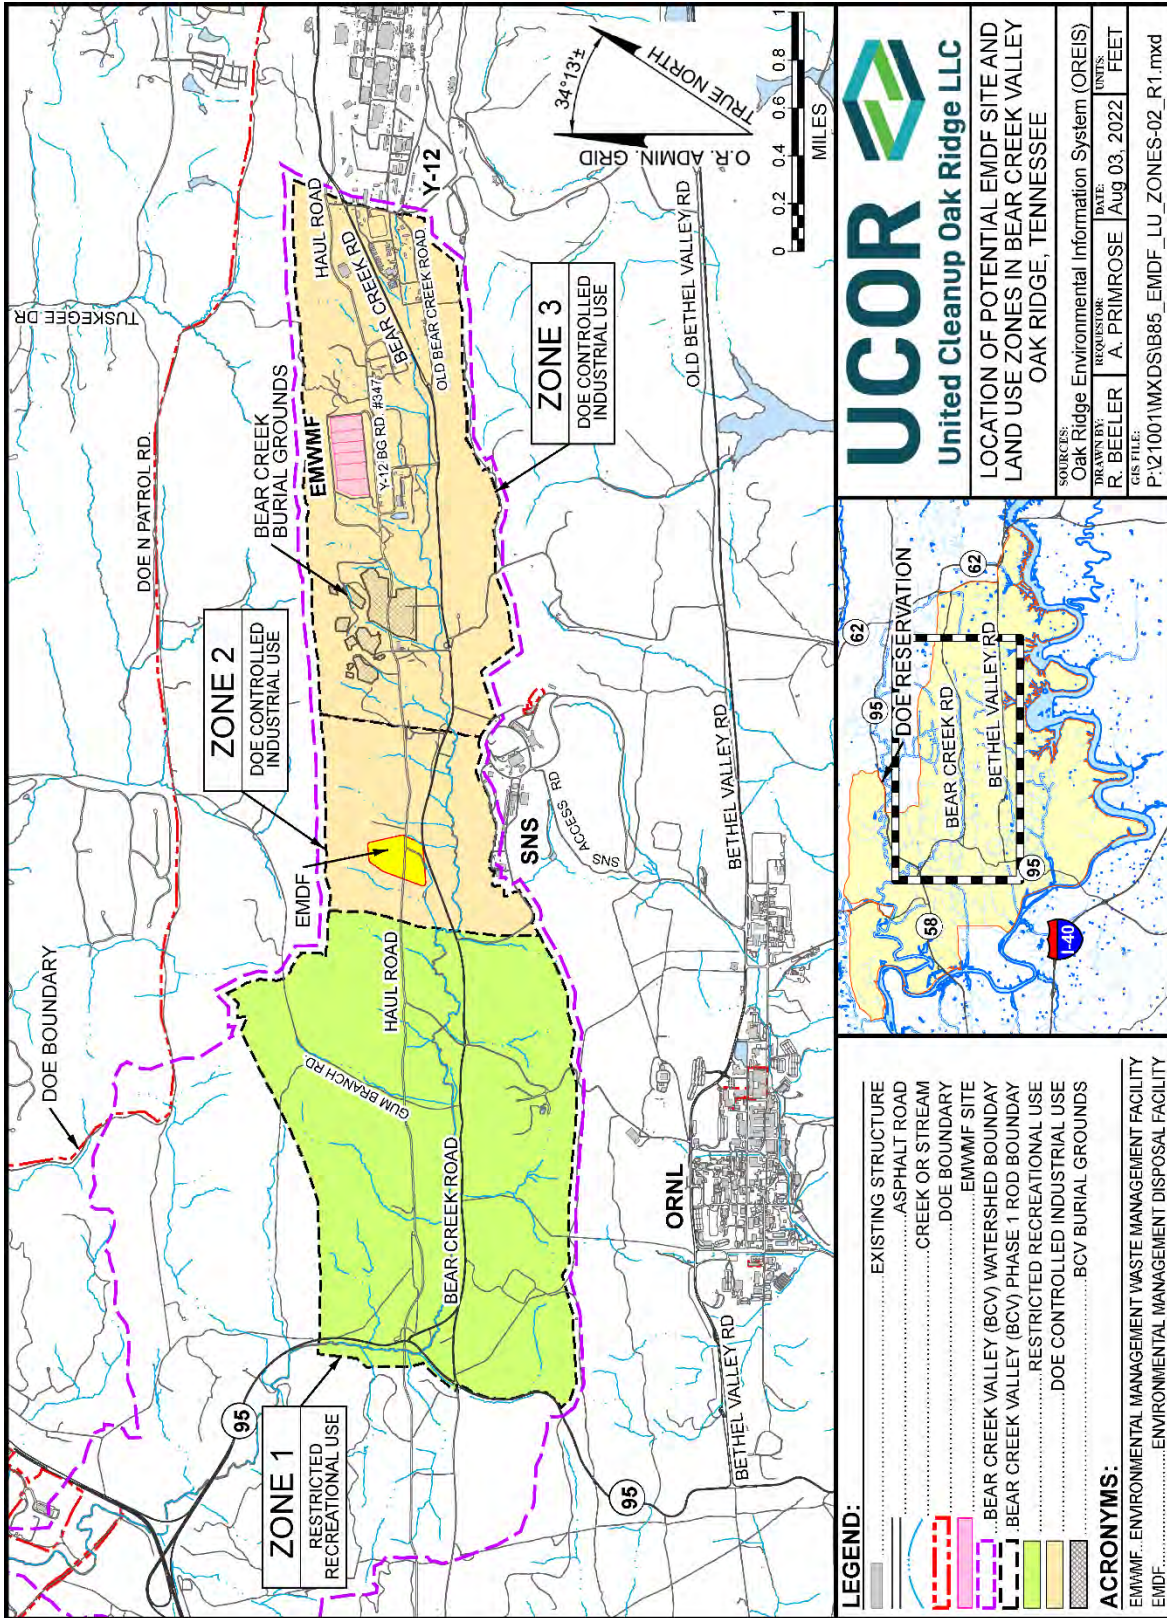 TUSKEGEE DR
DOE N PATROL RD.
DOE BOUNDARY
ZONE 2
DOE CONTROLLED
INDUSTRIAL USE
BEAR CREEK
BURIAL GROUNDS
EMWMF
HAUL ROAD
BEAR CREEK RD
OLD BEAR CREEK ROAD
Y-12 BG RD. #347
Y-12
EMDF
HAUL ROAD
GUM BRANCH RD.
BEAR CREEK ROAD
ZONE 3
DOE CONTROLLED
INDUSTRIAL USE
ZONE 1
RESTRICTED
RECREATIONAL USE
95
95
SNS
SNS ACCESS RD
ORNL
BETHEL VALLEY RD
BETHEL VALLEY RD
OLD BETHEL VALLEY RD
O.R. ADMIN. GRID
34°13'±
TRUE NORTH
0 0.2 0.4 0.6 0.8 1
MILES
LEGEND:
EXISTING STRUCTURE
ASPHALT ROAD
CREEK OR STREAM
DOE BOUNDARY
EMWMF SITE
BEAR CREEK VALLEY (BCV) WATERSHED BOUNDAY
BEAR CREEK VALLEY (BCV) PHASE 1 ROD BOUNDAY
RESTRICTED RECREATIONAL USE
DOE CONTROLLED INDUSTRIAL USE
BCV BURIAL GROUNDS
ACRONYMS:
EMWMF. ENVIRONMENTAL MANAGEMENT WASTE MANAGEMENT FACILITY
EMDF ENVIRONMENTAL MANAGEMENT DISPOSAL FACILITY
62
95
DOE RESERVATION
BEAR CREEK RD
BETHEL VALLEY RD
62
58
95
I-40
UCOR
United Cleanup Oak Ridge LLC
LOCATION OF POTENTIAL EMDF SITE AND
LAND USE ZONES IN BEAR CREEK VALLEY
OAK RIDGE, TENNESSEE
SOURCES:
Oak Ridge Environmental Information System (OREIS)
DRAWN BY: REQUESTOR: DATE: UNITS:
R. BEELER A. PRIMROSE Aug 03, 2022 FEET
GIS FILE:
P:\21001\MXDS\B85_EMDF_LU_ZONES-02_R1.mxd